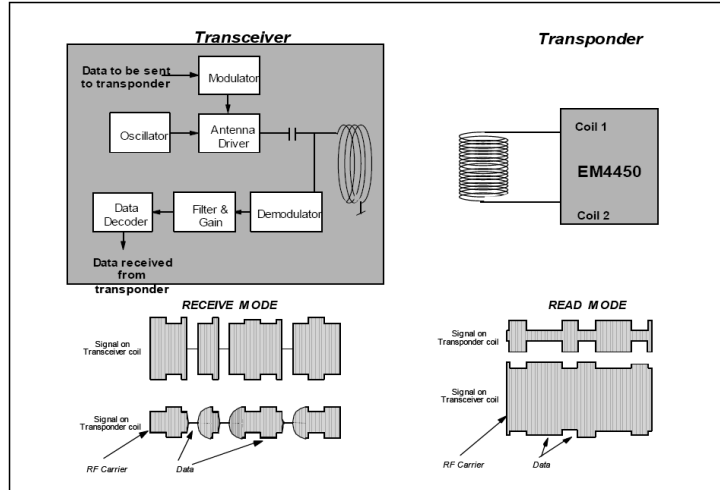 Transceiver
Transponder
Data to be sent
to transponder
Modulator
Oscillator
Antenna
Driver
Coil 1
EM4450
Coil 2
Data
Decoder
Filter &
Gain
Demodulator
Data received
from
transponder
RECEIVE MODE
READ MODE
Signal on
Transceiver coil
Signal on
Transponder coil
Signal on
Transponder coil
Signal on
Transceiver coil
RF Carrier
Data
RF Carrier
Data